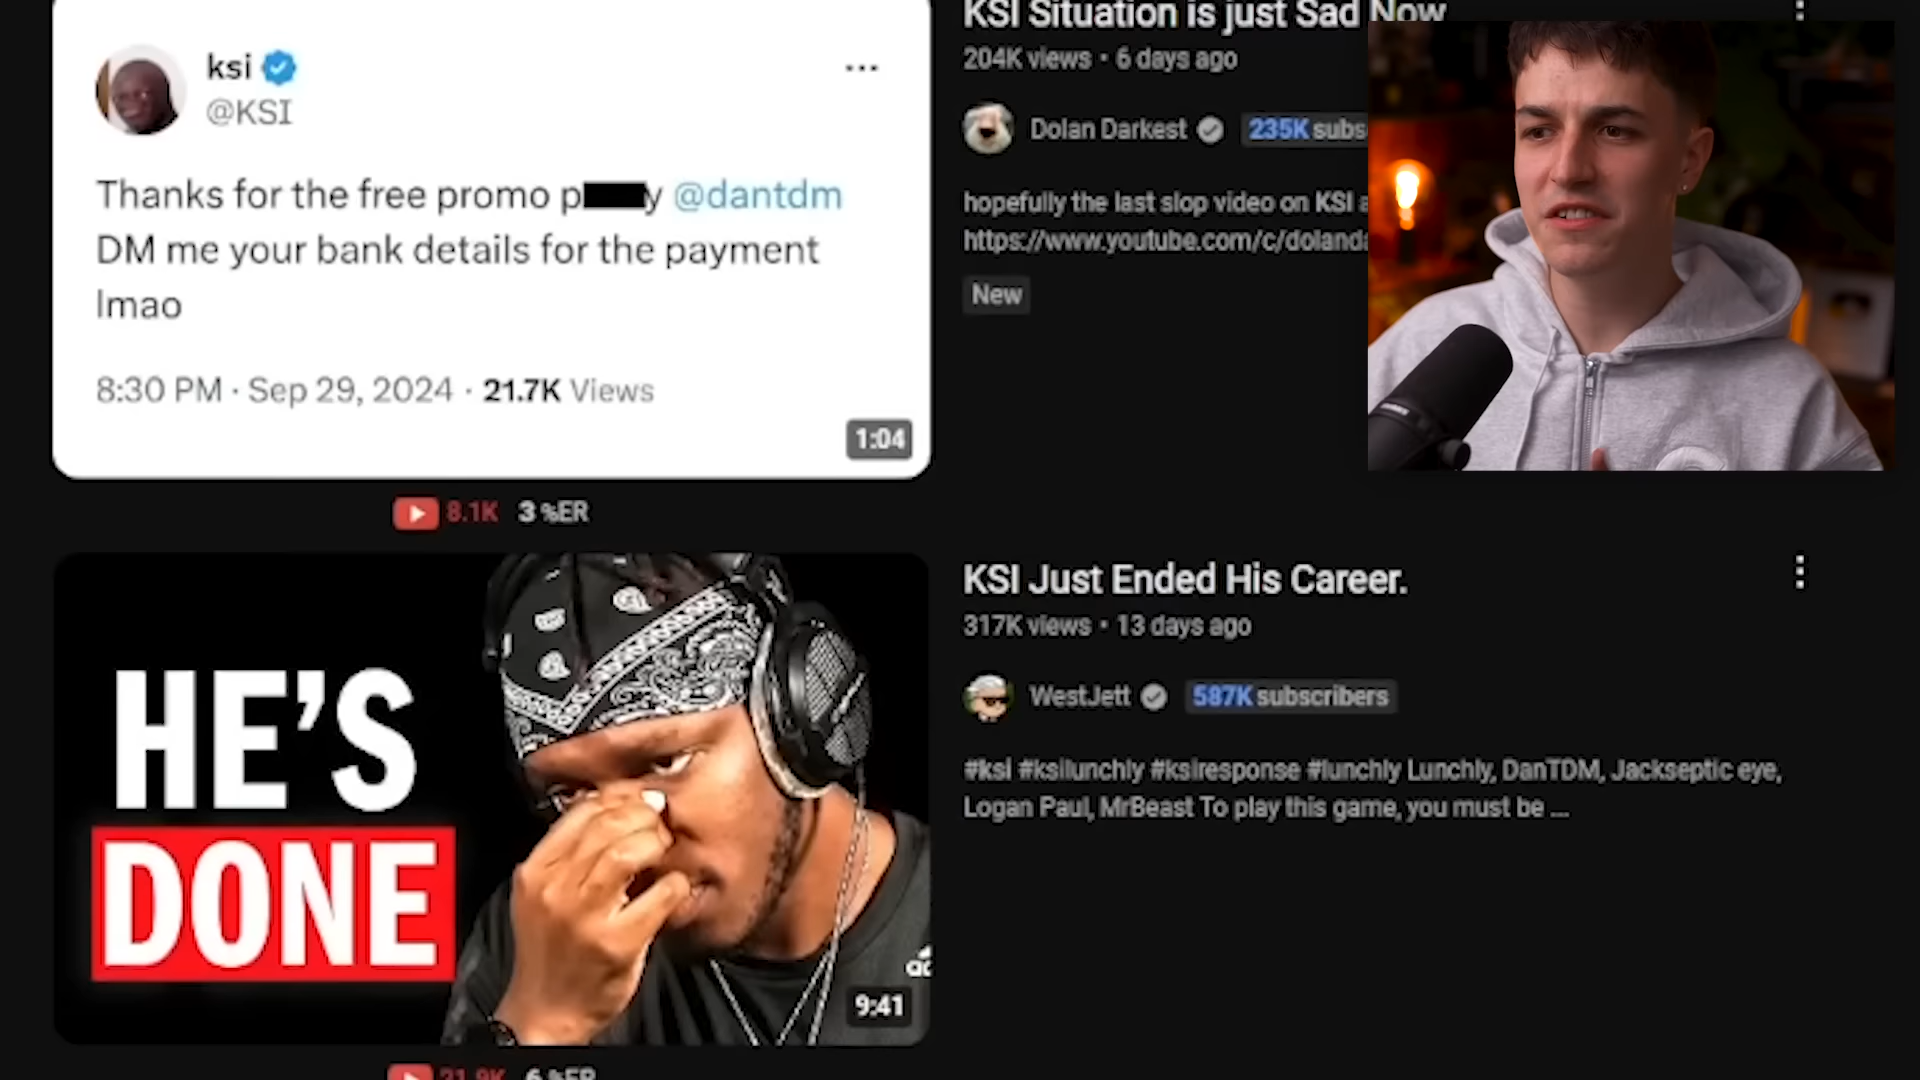 KSI Situation is just Sad Now
204K views • 6 days ago
Dolan Darkest 235K subs
hopefully the last slop video on KSI
https://www.youtube.com/c/doland
New
ksi
@KSI
Thanks for the free promo p y @dantdm
DM me your bank details for the payment
lmao
8:30 PM · Sep 29, 2024 · 21.7K Views
1:04
8.1K 3 %ER
KSI Just Ended His Career.
317K views • 13 days ago
WestJett 587K subscribers
#ksi #ksilunchly #ksiresponse #lunchly Lunchly, DanTDM, Jackseptic eye,
Logan Paul, MrBeast To play this game, you must be ...
HE'S
DONE
9:41
6 %ER